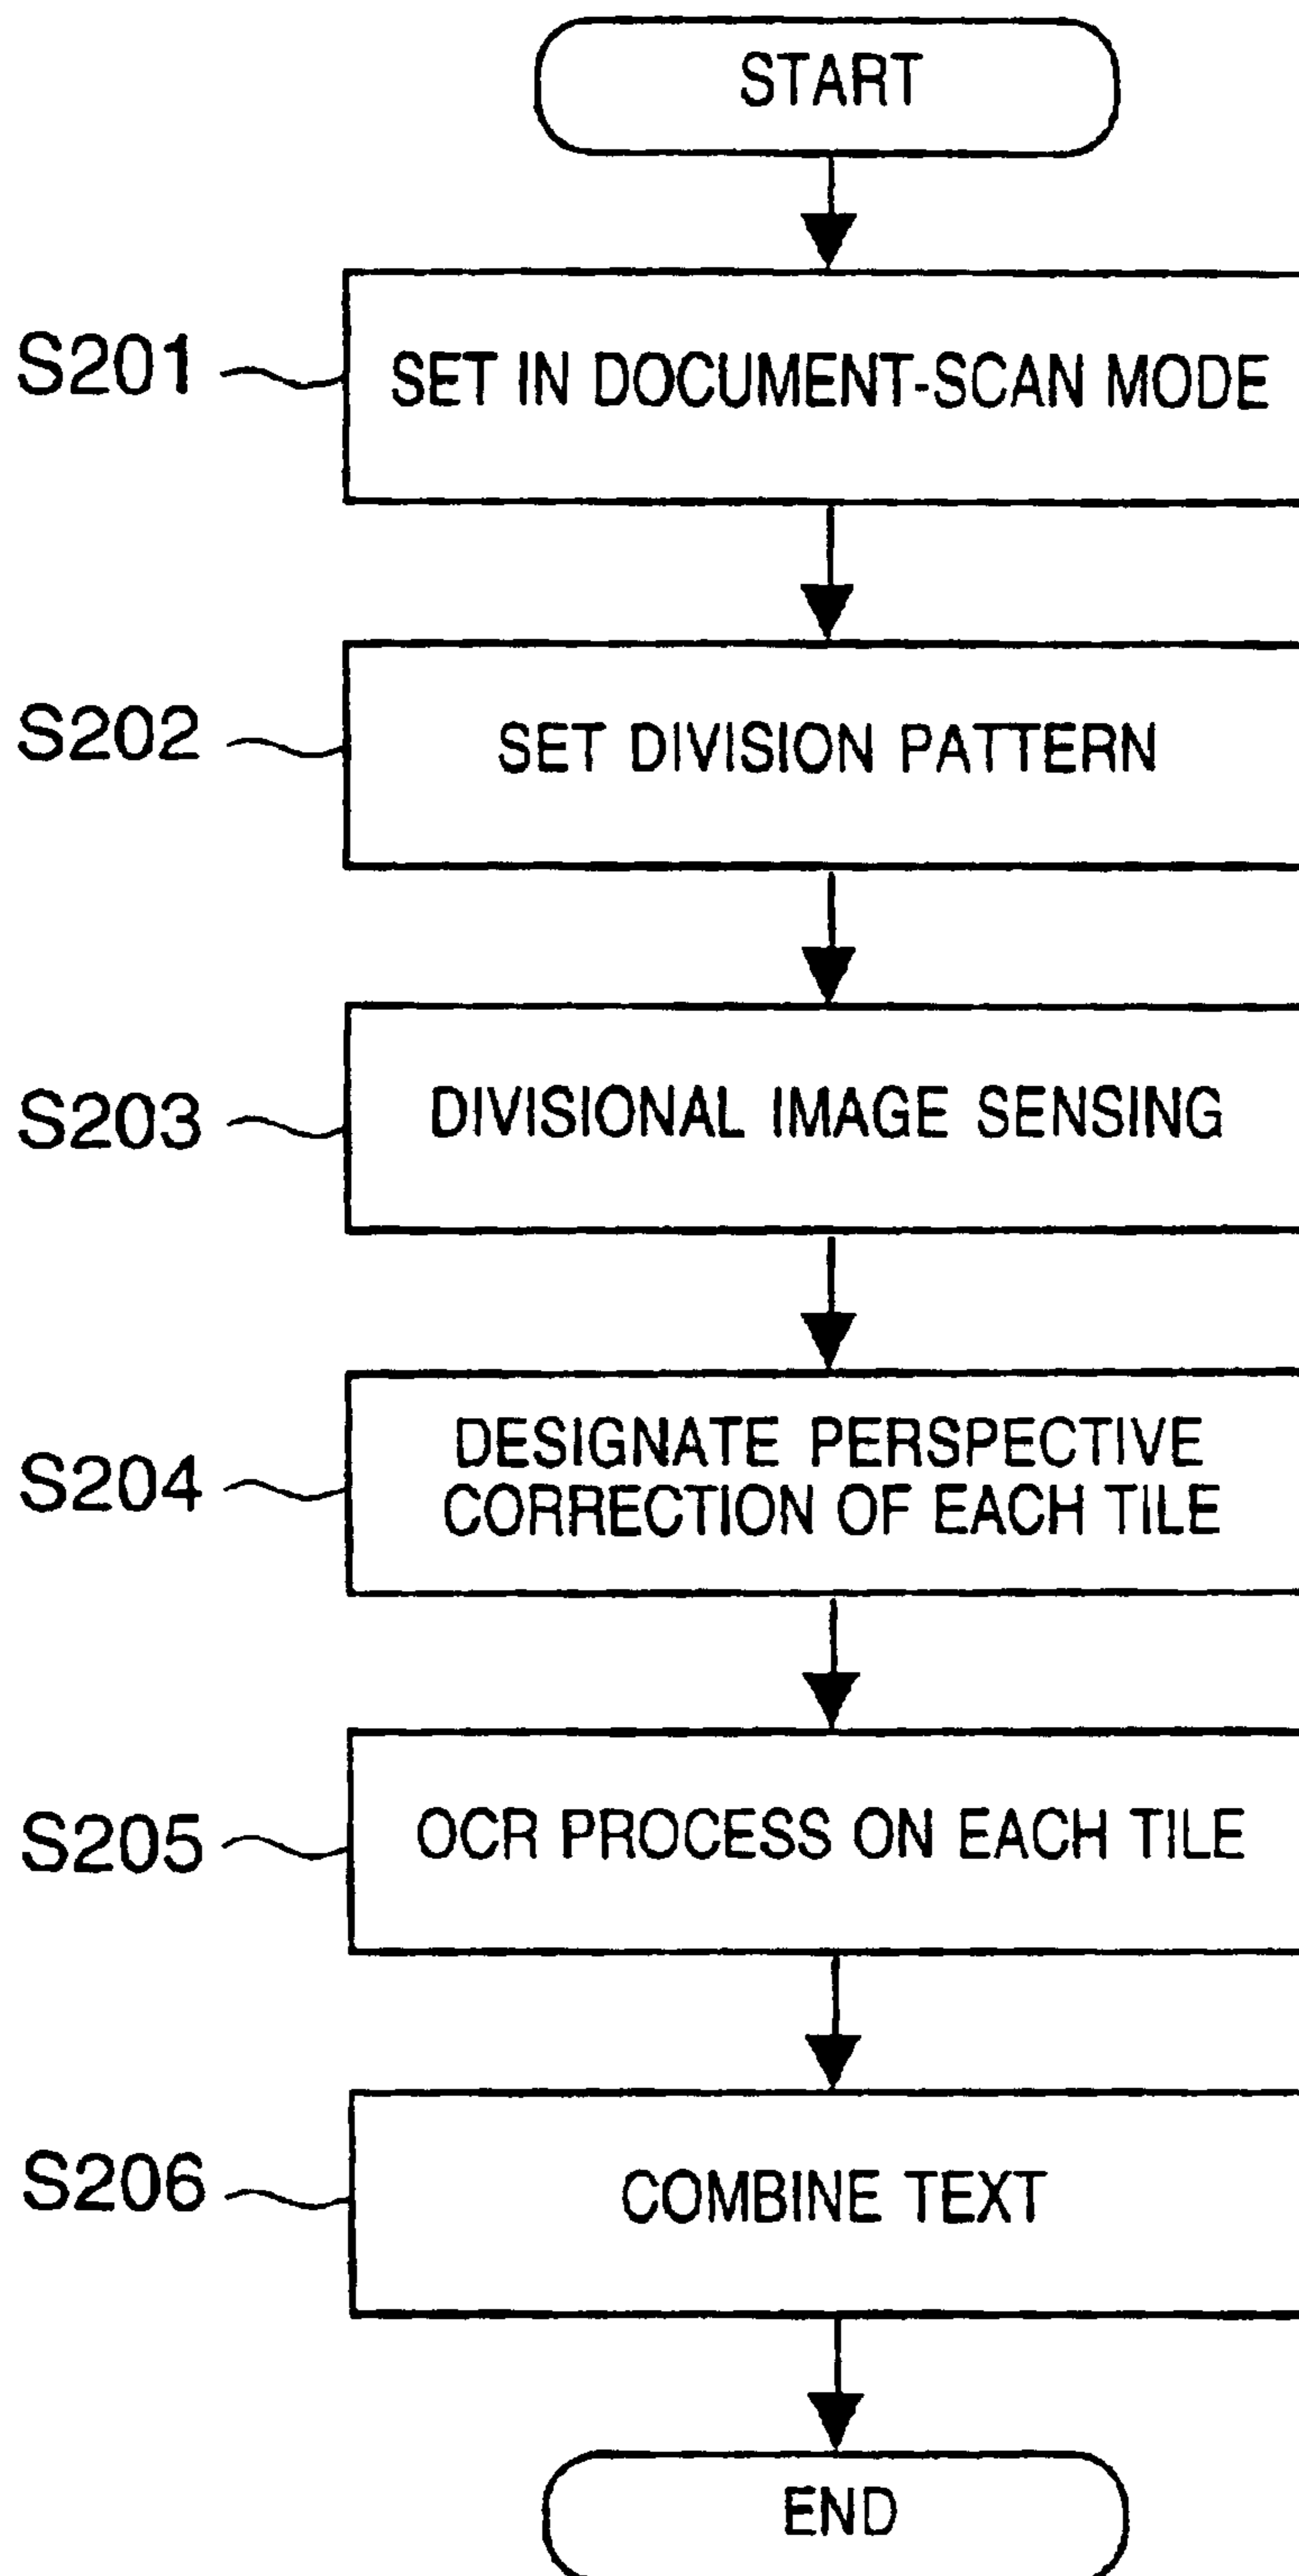 START
S201
SET IN DOCUMENT-SCAN MODE
S202
SET DIVISION PATTERN
S203
DIVISIONAL IMAGE SENSING
S204
DESIGNATE PERSPECTIVE
CORRECTION OF EACH TILE
S205
OCR PROCESS ON EACH TILE
S206
COMBINE TEXT
END